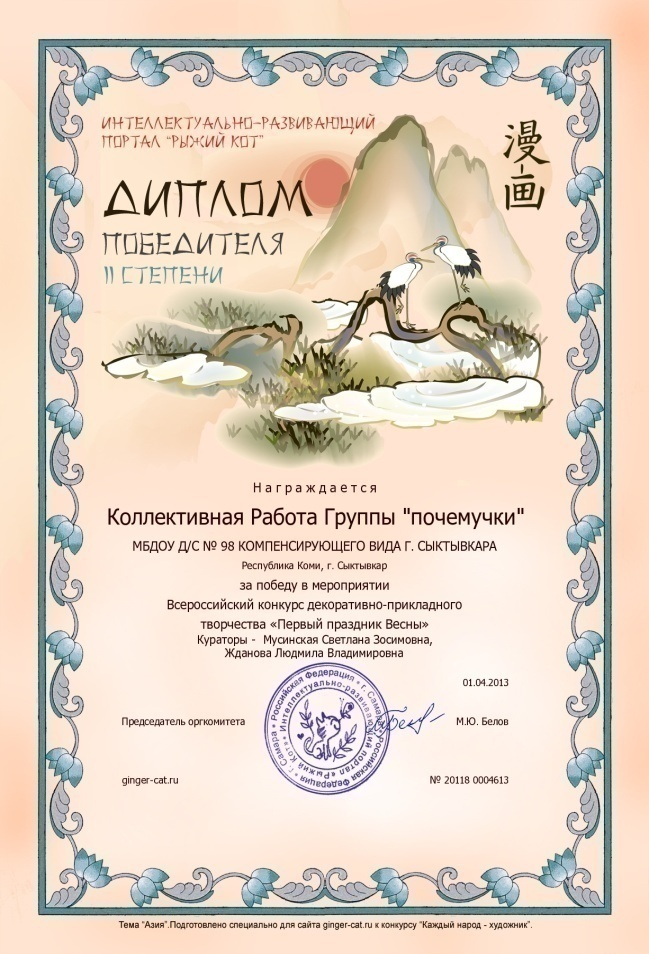 ИНТЕЛЛЕКТУАЛЬНО-РАЗВИВАЮЩИЙ
ПОРТАЛ "РЫЖИЙ КОТ"
漫画
ДИПЛОМ
ПОБЕДИТЕЛЯ
II СТЕПЕНИ
Награждается
Коллективная Работа Группы "почемучки"
МБДОУ Д/С № 98 КОМПЕНСИРУЮЩЕГО ВИДА Г. СЫКТЫВКАРА
Республика Коми, г. Сыктывкар
за победу в мероприятии
Всероссийский конкурс декоративно-прикладного
творчества «Первый праздник Весны»
Кураторы - Мусинская Светлана Зосимовна,
Жданова Людмила Владимировна
01.04.2013
Председатель оргкомитета
М.Ю. Белов
Российская Федерация * г. Самара * Российская Федерация * г. Самара *
Интеллектуально-развивающий портал «Рыжий Кот»
ginger-cat.ru
№ 20118 0004613
Тема "Азия".Подготовлено специально для сайта ginger-cat.ru к конкурсу "Каждый народ - художник".